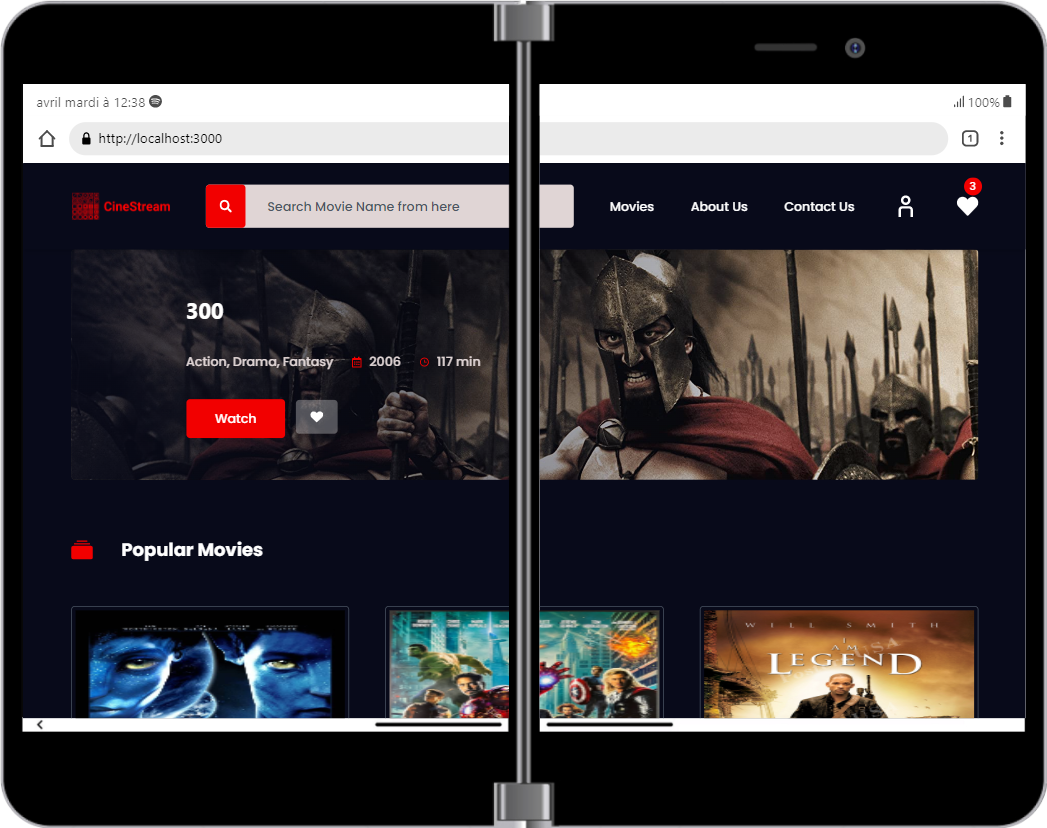 avril mardi à 12:38
100%
http://localhost:3000
1
3
CineStream
Search Movie Name from here
Movies
About Us
Contact Us
300
Action, Drama, Fantasy
2006
117 min
Watch
Popular Movies
WILL SMITH
I
AM
LEGEND